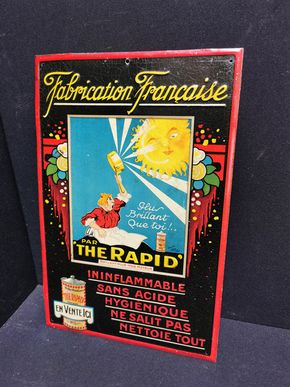 Fabrication Française
Plus
Brillant
Que toi!..
PAR
"THE RAPID"
ININFLAMMABLE
SANS ACIDE
HYGIÉNIQUE
NE SALIT PAS
NETTOIE TOUT
EN VENTE ICI